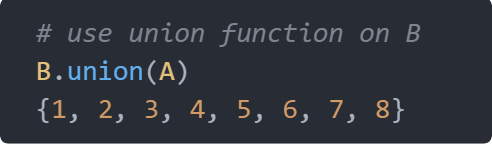 # use union function on B
B.union(A)
{1, 2, 3, 4, 5, 6, 7, 8}